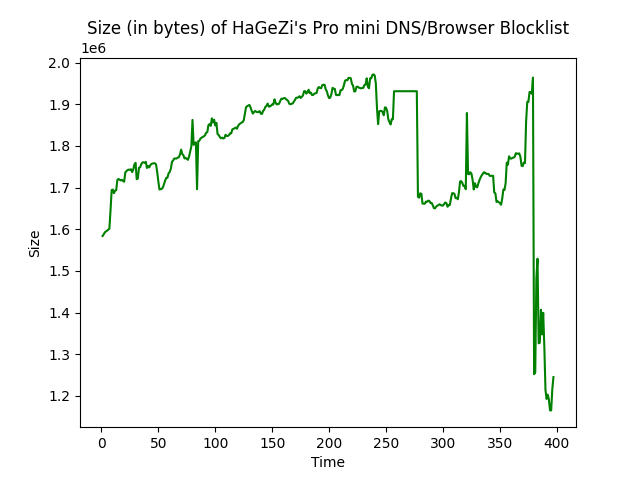 Size (in bytes) of HaGeZi's Pro mini DNS/Browser Blocklist
1e6
2.0
1.9
1.8
1.7
1.6
1.5
1.4
1.3
1.2
Size
0 50 100 150 200 250 300 350 400
Time